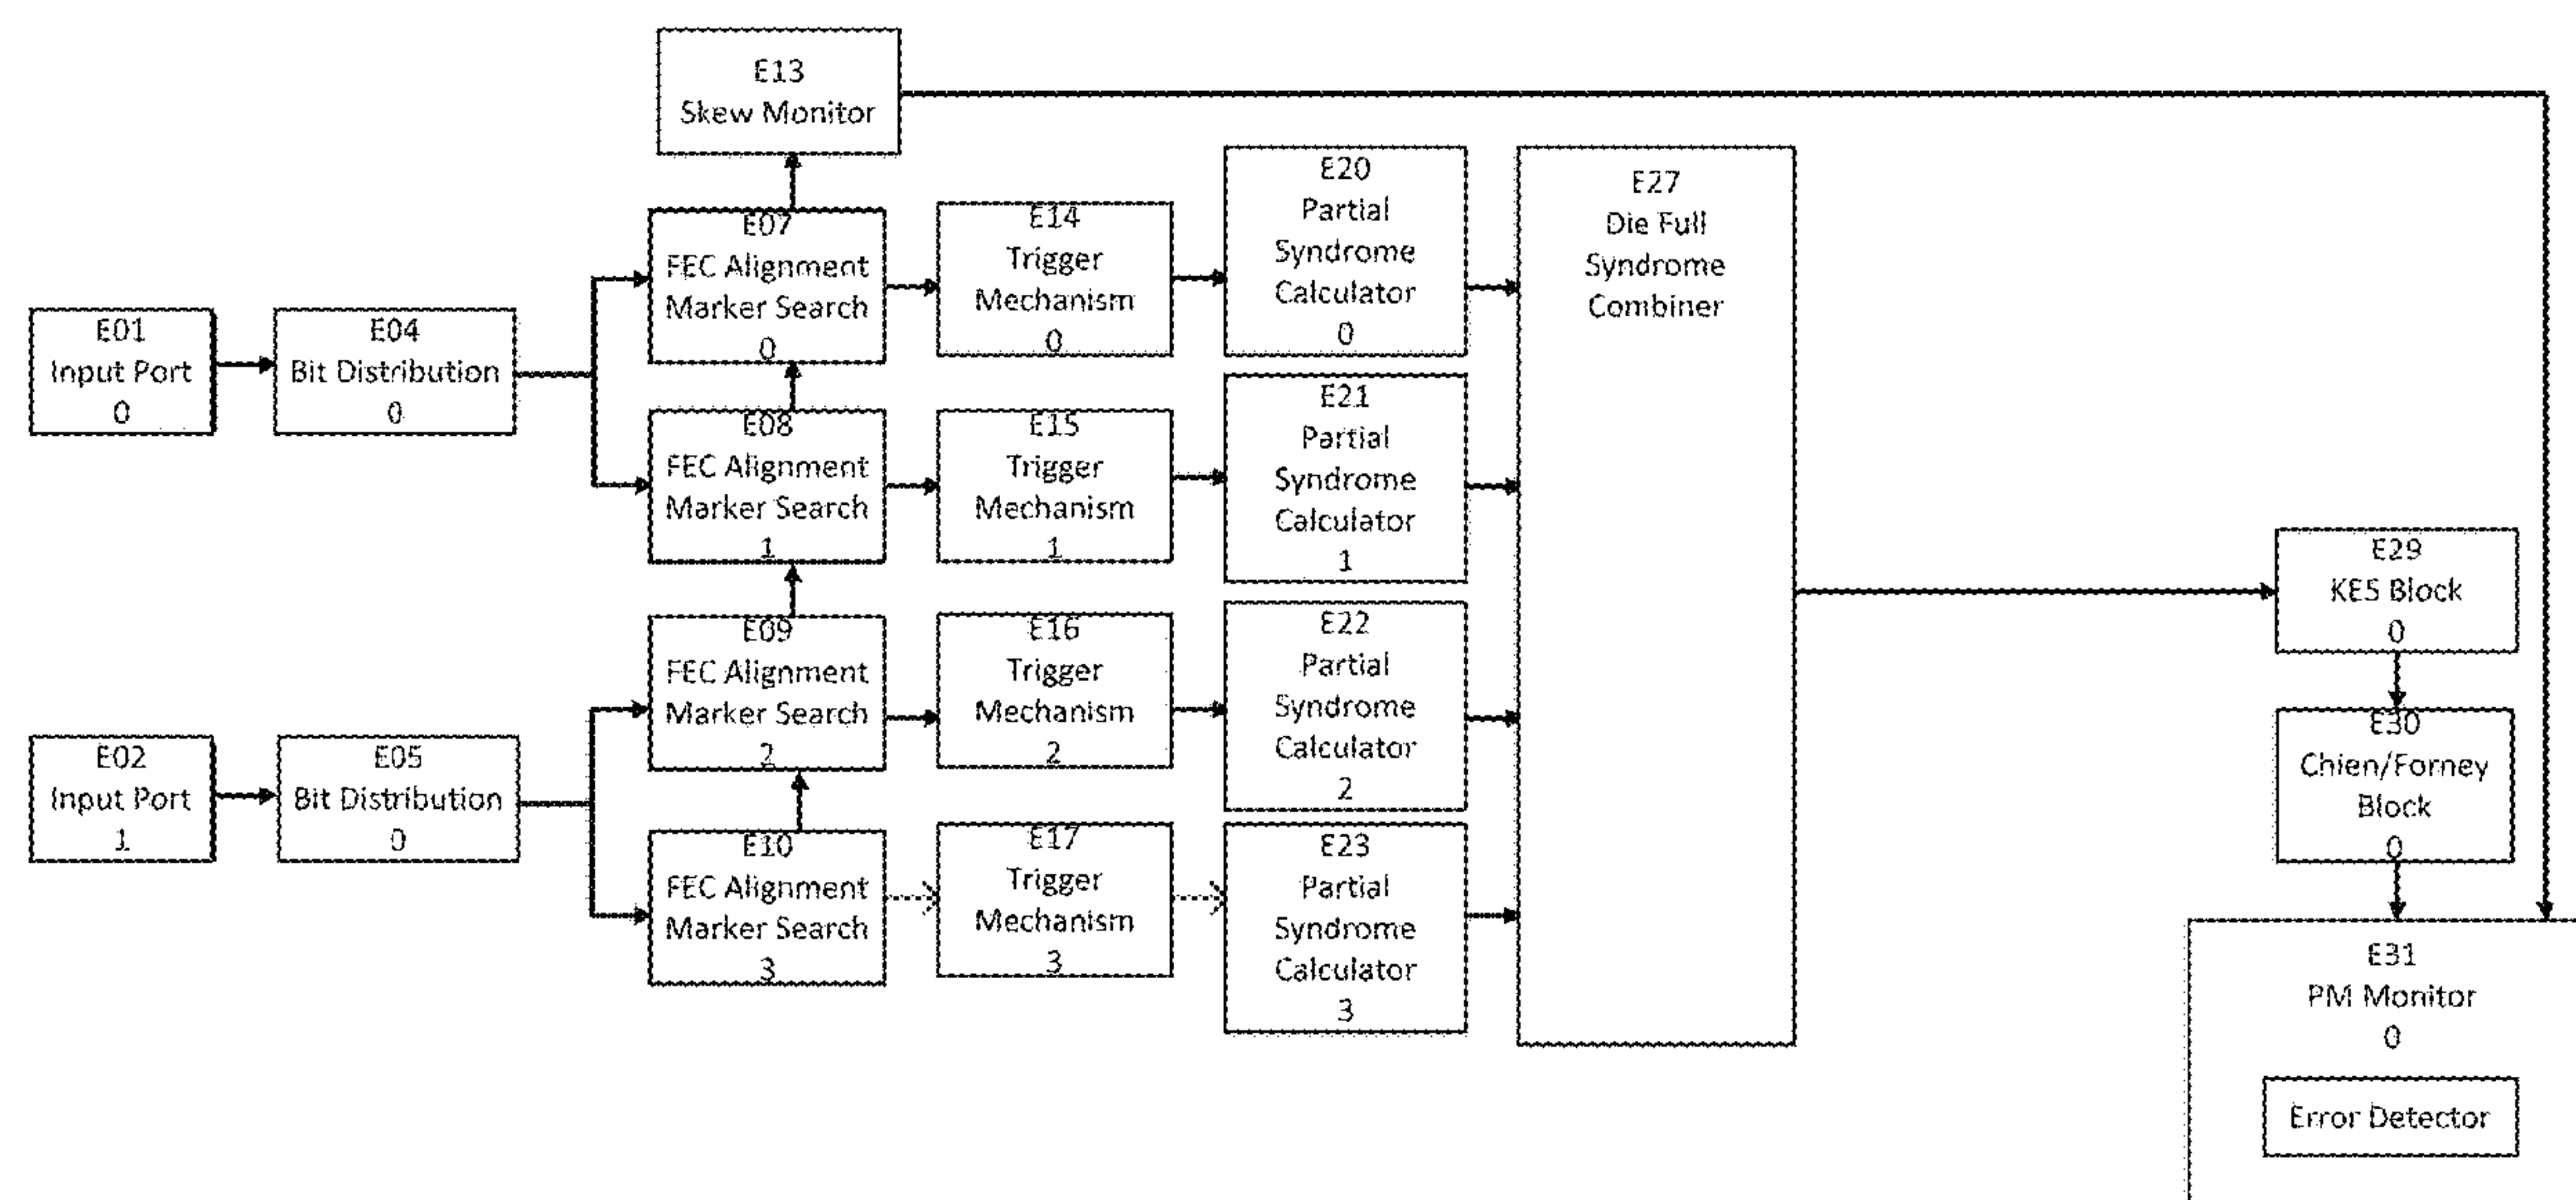 E13
Skew Monitor
E01
Input Port
0
E04
Bit Distribution
0
E07
FEC Alignment
Marker Search
0
E14
Trigger
Mechanism
0
E20
Partial
Syndrome
Calculator
0
E27
Die Full
Syndrome
Combiner
E08
FEC Alignment
Marker Search
1
E15
Trigger
Mechanism
1
E21
Partial
Syndrome
Calculator
1
E02
Input Port
1
E05
Bit Distribution
0
E09
FEC Alignment
Marker Search
2
E16
Trigger
Mechanism
2
E22
Partial
Syndrome
Calculator
2
E10
FEC Alignment
Marker Search
3
E17
Trigger
Mechanism
3
E23
Partial
Syndrome
Calculator
3
E29
KES Block
0
E30
Chien/Forney
Block
0
E31
PM Monitor
0
Error Detector